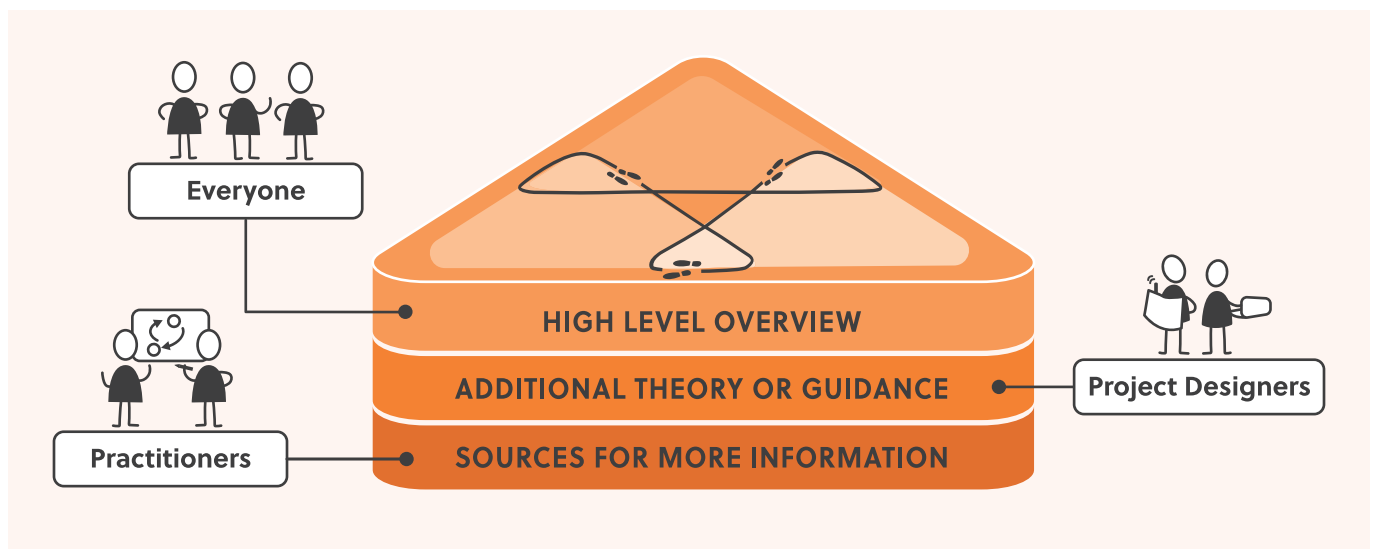 Everyone
HIGH LEVEL OVERVIEW
ADDITIONAL THEORY OR GUIDANCE
Project Designers
Practitioners
SOURCES FOR MORE INFORMATION